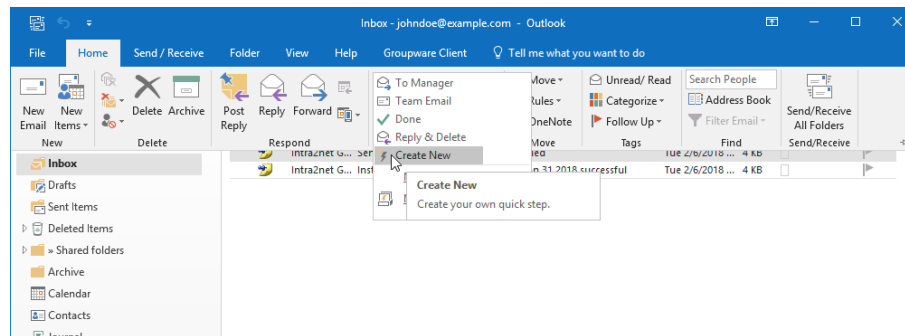 Inbox - johndoe@example.com - Outlook
File Home Send / Receive Folder View Help Groupware Client Tell me what you want to do
New Email
New Items
Delete Archive
Post Reply
Reply Forward
To Manager
Team Email
Done
Reply & Delete
Create New
Move
Rules
OneNote
Unread/ Read
Categorize
Follow Up
Search People
Address Book
Filter Email
Send/Receive All Folders
New Delete Respond Move Tags Find Send/Receive
Inbox
Intra2net G... Tue 2/6/2018 ... 4 KB
Intra2net G... 31 2018 successful Tue 2/6/2018 ... 4 KB
Create New
Create your own quick step.
Drafts
Sent Items
Deleted Items
» Shared folders
Archive
Calendar
Contacts
Journal